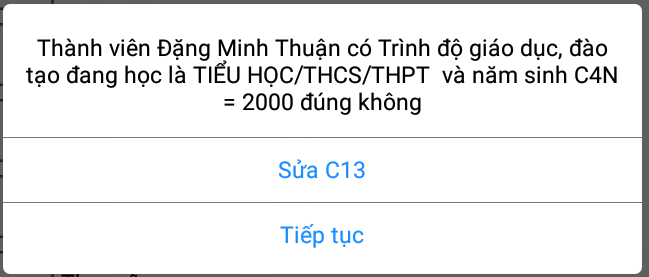 Thành viên Đặng Minh Thuận có Trình độ giáo dục, đào
tạo đang học là TIỂU HỌC/THCS/THPT  và năm sinh C4N
= 2000 đúng không
Sửa C13
Tiếp tục